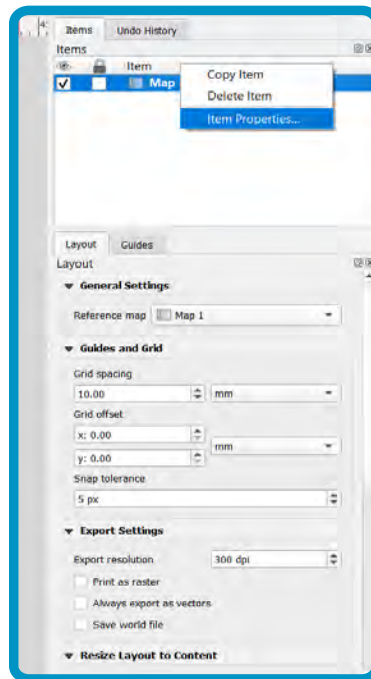 Items Undo History
Items
Item
Map
Copy Item
Delete Item
Item Properties...
Layout Guides
Layout
General Settings
Reference map Map 1
Guides and Grid
Grid spacing
10.00 mm
Grid offset
x: 0.00
mm
y: 0.00
Snap tolerance
5 px
Export Settings
Export resolution 300 dpi
Print as raster
Always export as vectors
Save world file
Resize Layout to Content